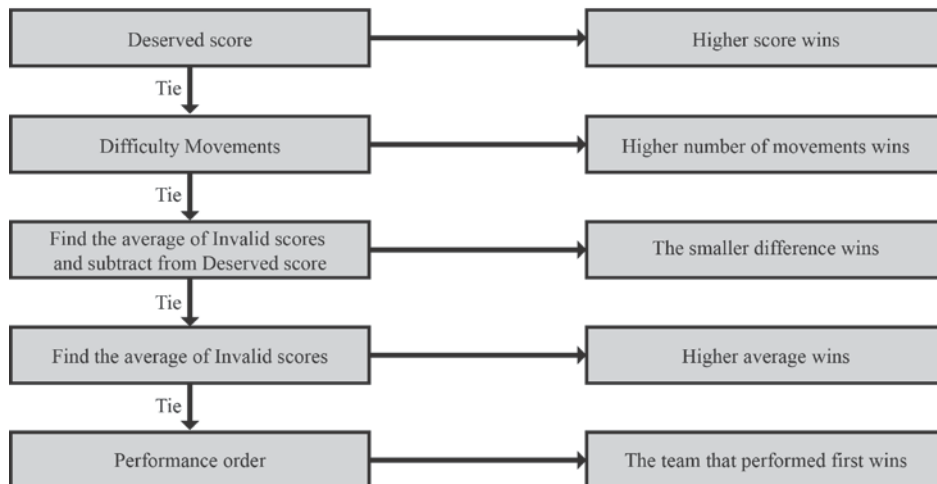 Deserved score
Higher score wins
Tie
Difficulty Movements
Higher number of movements wins
Tie
Find the average of Invalid scores
and subtract from Deserved score
The smaller difference wins
Tie
Find the average of Invalid scores
Higher average wins
Tie
Performance order
The team that performed first wins